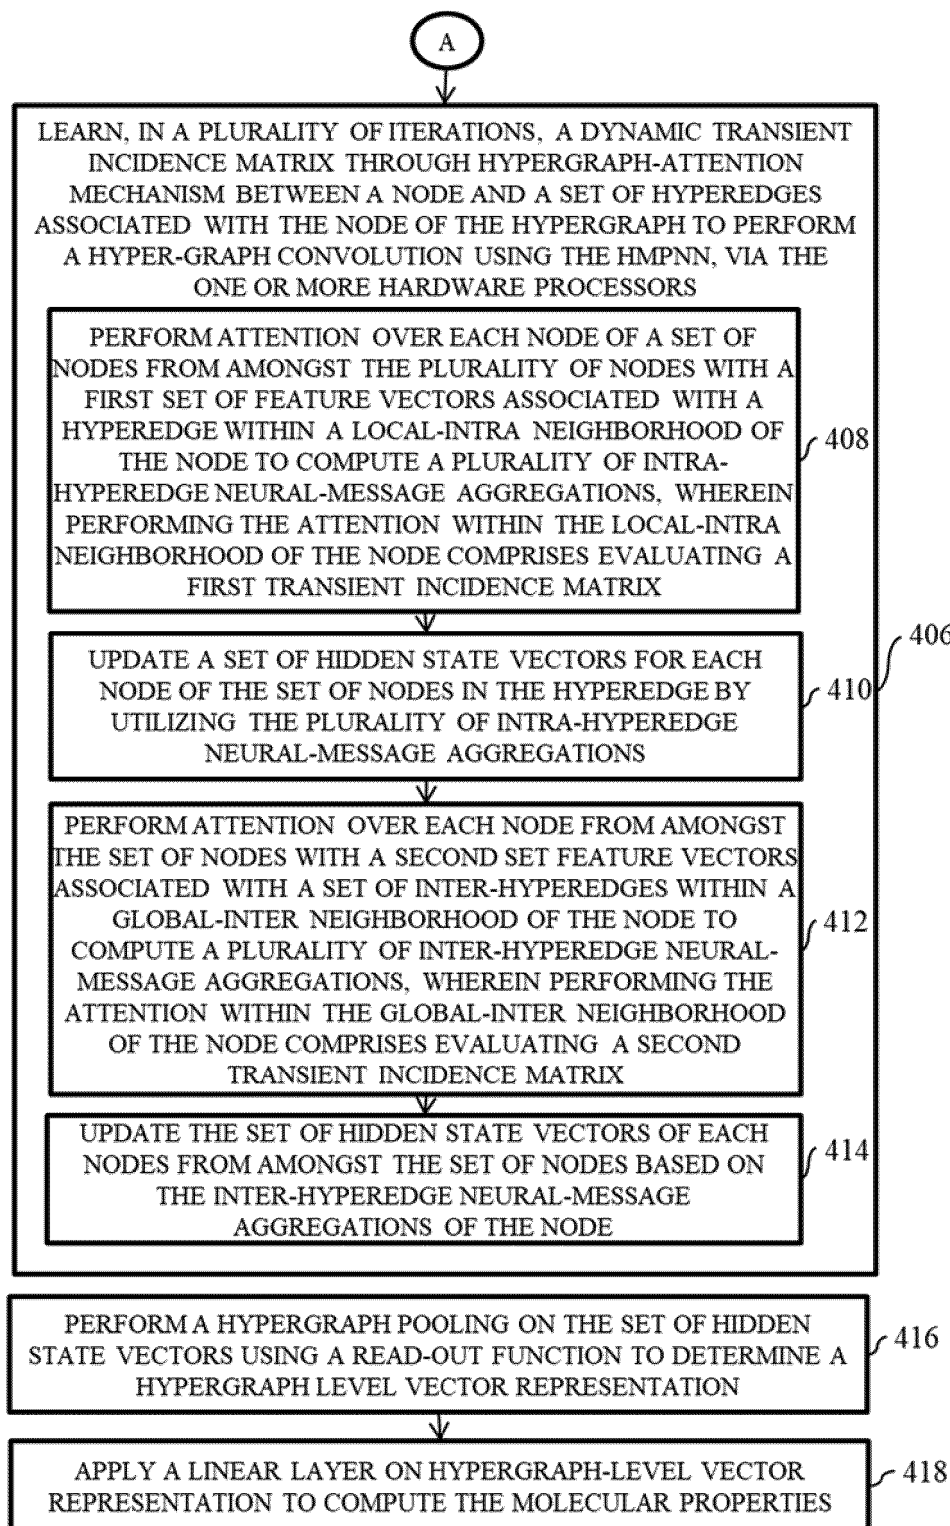 A
LEARN, IN A PLURALITY OF ITERATIONS, A DYNAMIC TRANSIENT
INCIDENCE MATRIX THROUGH HYPERGRAPH-ATTENTION
MECHANISM BETWEEN A NODE AND A SET OF HYPEREDGES
ASSOCIATED WITH THE NODE OF THE HYPERGRAPH TO PERFORM
A HYPER-GRAPH CONVOLUTION USING THE HMPNN, VIA THE
ONE OR MORE HARDWARE PROCESSORS
PERFORM ATTENTION OVER EACH NODE OF A SET OF
NODES FROM AMONGST THE PLURALITY OF NODES WITH A
FIRST SET OF FEATURE VECTORS ASSOCIATED WITH A
HYPEREDGE WITHIN A LOCAL-INTRA NEIGHBORHOOD OF
THE NODE TO COMPUTE A PLURALITY OF INTRA-
HYPEREDGE NEURAL-MESSAGE AGGREGATIONS, WHEREIN
PERFORMING THE ATTENTION WITHIN THE LOCAL-INTRA
NEIGHBORHOOD OF THE NODE COMPRISES EVALUATING A
FIRST TRANSIENT INCIDENCE MATRIX
408
406
UPDATE A SET OF HIDDEN STATE VECTORS FOR EACH
NODE OF THE SET OF NODES IN THE HYPEREDGE BY
UTILIZING THE PLURALITY OF INTRA-HYPEREDGE
NEURAL-MESSAGE AGGREGATIONS
410
PERFORM ATTENTION OVER EACH NODE FROM AMONGST
THE SET OF NODES WITH A SECOND SET FEATURE VECTORS
ASSOCIATED WITH A SET OF INTER-HYPEREDGES WITHIN A
GLOBAL-INTER NEIGHBORHOOD OF THE NODE TO
COMPUTE A PLURALITY OF INTER-HYPEREDGE NEURAL-
MESSAGE AGGREGATIONS, WHEREIN PERFORMING THE
ATTENTION WITHIN THE GLOBAL-INTER NEIGHBORHOOD
OF THE NODE COMPRISES EVALUATING A SECOND
TRANSIENT INCIDENCE MATRIX
412
UPDATE THE SET OF HIDDEN STATE VECTORS OF EACH
NODES FROM AMONGST THE SET OF NODES BASED ON
THE INTER-HYPEREDGE NEURAL-MESSAGE
AGGREGATIONS OF THE NODE
414
PERFORM A HYPERGRAPH POOLING ON THE SET OF HIDDEN
STATE VECTORS USING A READ-OUT FUNCTION TO DETERMINE A
HYPERGRAPH LEVEL VECTOR REPRESENTATION
416
APPLY A LINEAR LAYER ON HYPERGRAPH-LEVEL VECTOR
REPRESENTATION TO COMPUTE THE MOLECULAR PROPERTIES
418